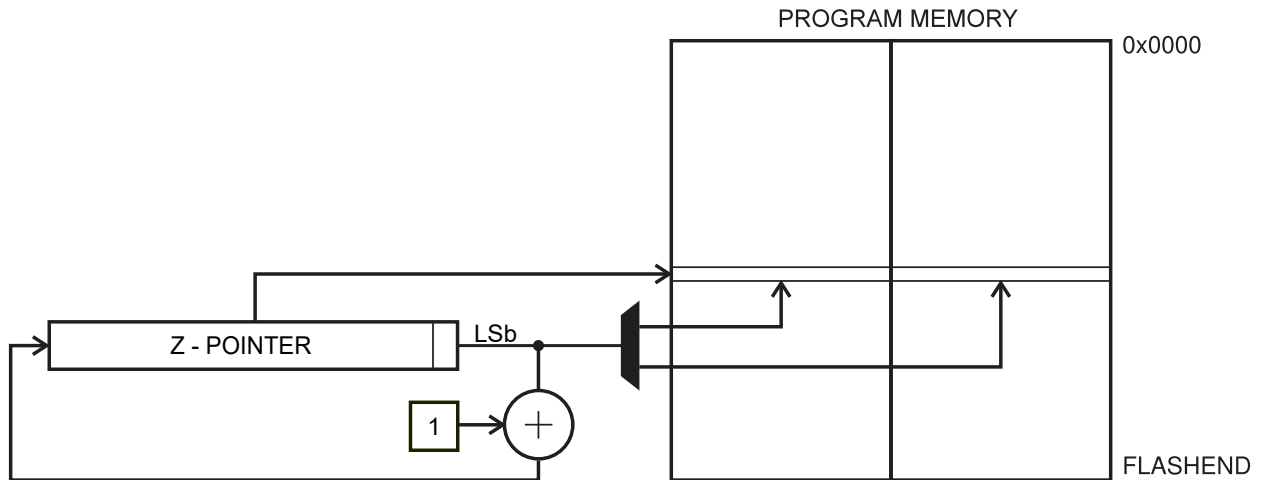 PROGRAM MEMORY
0x0000
Z - POINTER
LSb
1
FLASHEND